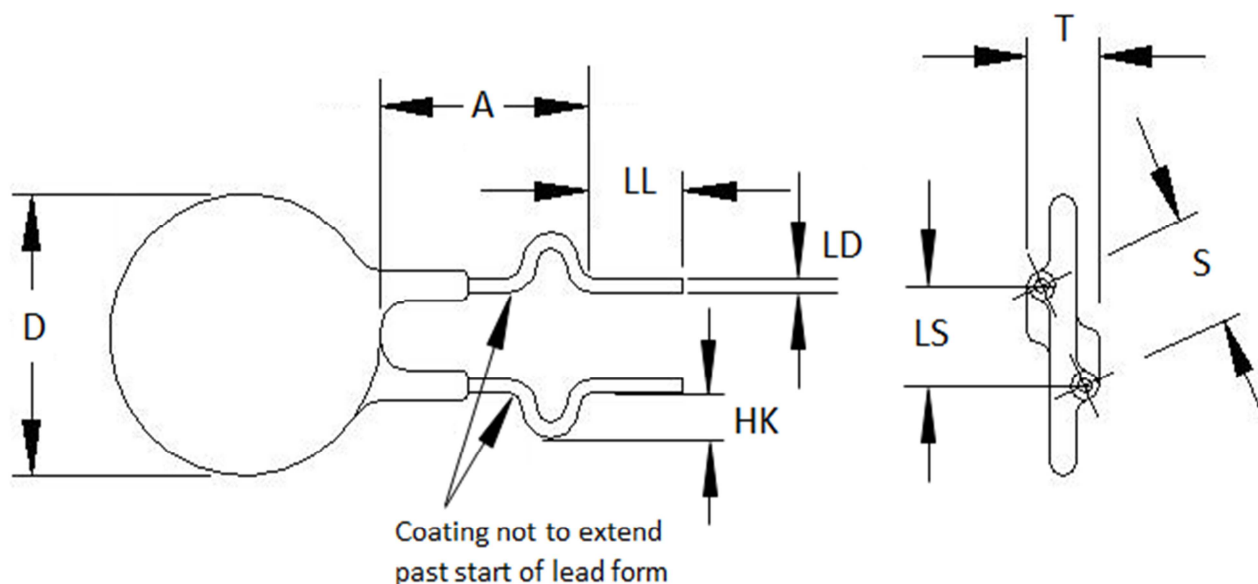 T
A
LL
LD
S
D
LS
HK
Coating not to extend
past start of lead form